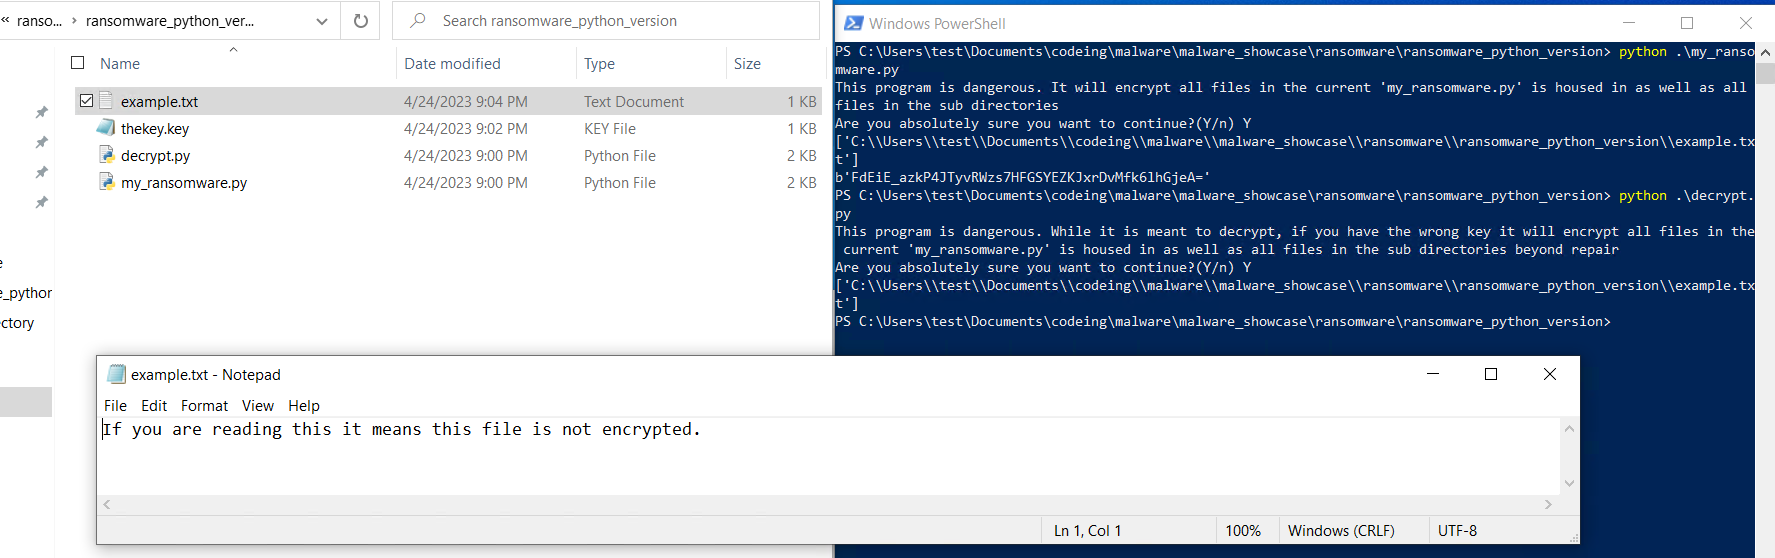 « ranso... › ransomware_python_ver...
Search ransomware_python_version
Name Date modified Type Size
example.txt 4/24/2023 9:04 PM Text Document 1 KB
thekey.key 4/24/2023 9:02 PM KEY File 1 KB
decrypt.py 4/24/2023 9:00 PM Python File 2 KB
my_ransomware.py 4/24/2023 9:00 PM Python File 2 KB
e
e_python
ectory
Windows PowerShell
PS C:\Users\test\Documents\codeing\malware\malware_showcase\ransomware\ransomware_python_version> python .\my_ranso
mware.py
This program is dangerous. It will encrypt all files in the current 'my_ransomware.py' is housed in as well as all
files in the sub directories
Are you absolutely sure you want to continue?(Y/n) Y
['C:\\Users\\test\\Documents\\codeing\\malware\\malware_showcase\\ransomware\\ransomware_python_version\\example.tx
t']
b'FdEiE_azkP4JTyvRWzs7HFGSYEZKJxrDvMfk6lhGjeA='
PS C:\Users\test\Documents\codeing\malware\malware_showcase\ransomware\ransomware_python_version> python .\decrypt.
py
This program is dangerous. While it is meant to decrypt, if you have the wrong key it will encrypt all files in the
current 'my_ransomware.py' is housed in as well as all files in the sub directories beyond repair
Are you absolutely sure you want to continue?(Y/n) Y
['C:\\Users\\test\\Documents\\codeing\\malware\\malware_showcase\\ransomware\\ransomware_python_version\\example.tx
t']
PS C:\Users\test\Documents\codeing\malware\malware_showcase\ransomware\ransomware_python_version>
example.txt - Notepad
File Edit Format View Help
If you are reading this it means this file is not encrypted.
Ln 1, Col 1 100% Windows (CRLF) UTF-8